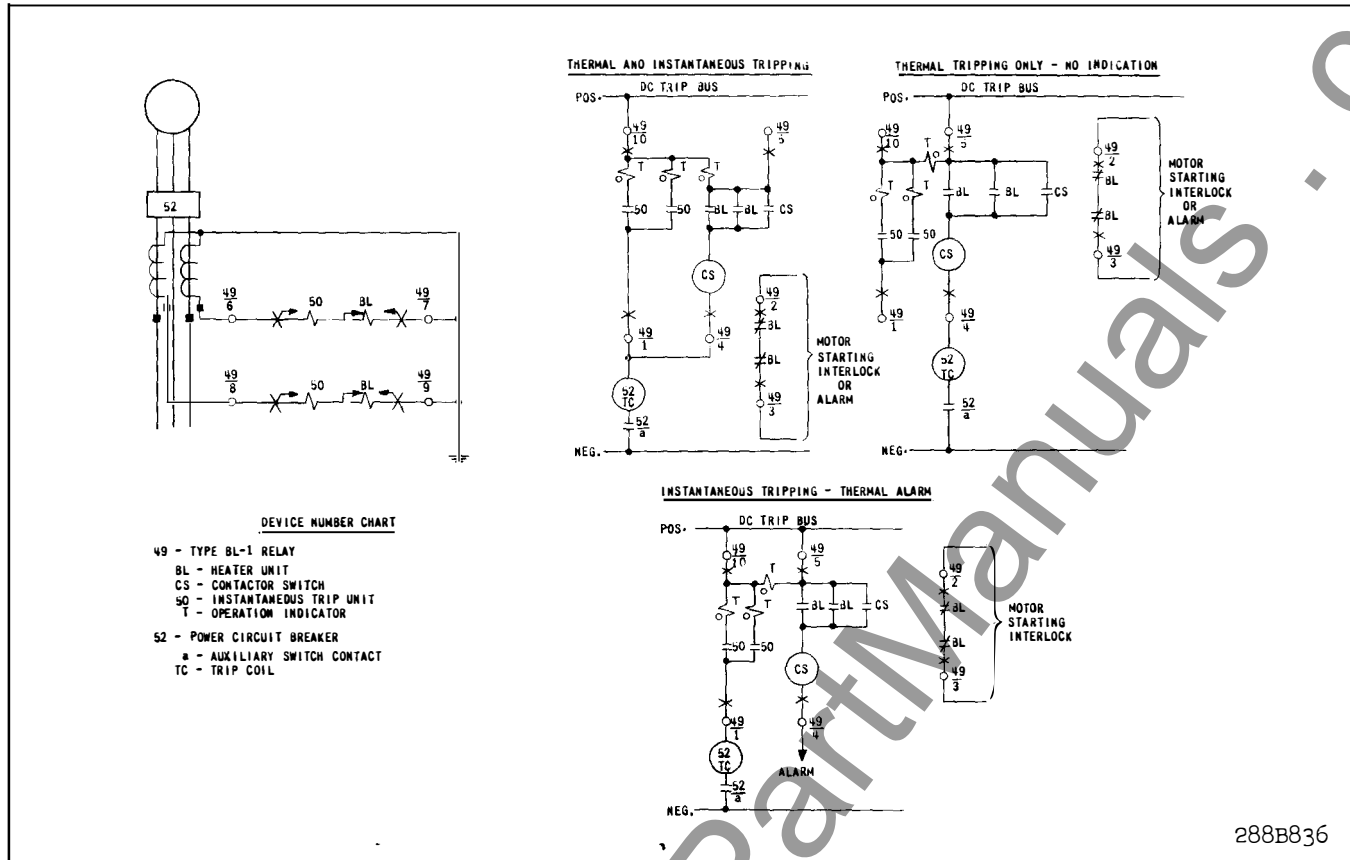 THERMAL AND INSTANTANEOUS TRIPPING
DC TRIP BUS
POS.
49
10
49
5
T
T
T
50
50
BL
BL
CS
CS
49
1
49
4
52
TC
52
a
NEG.
49
2
BL
BL
49
3
MOTOR
STARTING
INTERLOCK
OR
ALARM
THERMAL TRIPPING ONLY - NO INDICATION
DC TRIP BUS
POS.
49
10
49
5
T
T
T
50
50
BL
BL
CS
CS
49
1
49
4
52
TC
52
a
NEG.
49
2
BL
BL
49
3
MOTOR
STARTING
INTERLOCK
OR
ALARM
52
49
6
50
BL
49
7
49
8
50
BL
49
9
DEVICE NUMBER CHART
49 - TYPE BL-1 RELAY
BL - HEATER UNIT
CS - CONTACTOR SWITCH
50 - INSTANTANEOUS TRIP UNIT
T - OPERATION INDICATOR
52 - POWER CIRCUIT BREAKER
a - AUXILIARY SWITCH CONTACT
TC - TRIP COIL
INSTANTANEOUS TRIPPING - THERMAL ALARM
DC TRIP BUS
POS.
49
10
49
5
T
T
T
50
50
BL
BL
CS
CS
49
1
49
4
52
TC
52
a
ALARM
NEG.
49
2
BL
BL
49
3
MOTOR
STARTING
INTERLOCK
288B836
PartManuals